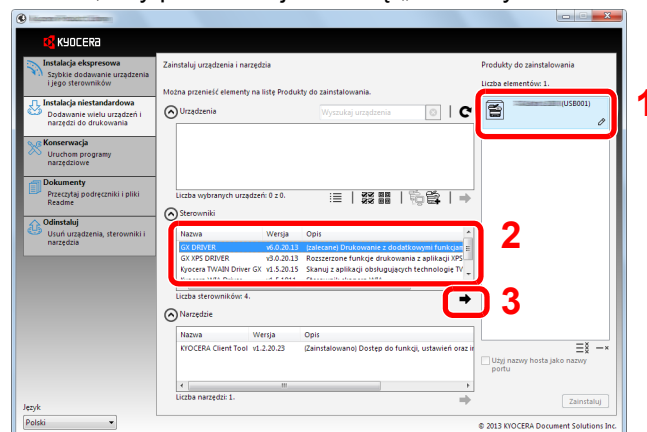 KYOCERA
Instalacja ekspresowa
Szybkie dodawanie urządzenia
i jego sterowników
Instalacja niestandardowa
Dodawanie wielu urządzeń i
narzędzi do drukowania
Konserwacja
Uruchom programy
narzędziowe
Dokumenty
Przeczytaj podręczniki i pliki
Readme
Odinstaluj
Usuń urządzenia, sterowniki i
narzędzia
Język
Polski
Zainstaluj urządzenia i narzędzia
Można przenieść elementy na listę Produkty do zainstalowania.
Urządzenia
Wyszukaj urządzenia
Liczba wybranych urządzeń: 0 z 0.
Sterowniki
Nazwa Wersja Opis
GX DRIVER v6.0.20.13 (zalecane) Drukowanie z dodatkowymi funkcjam
GX XPS DRIVER v3.0.20.13 Rozszerzone funkcje drukowania z aplikacji XPS
Kyocera TWAIN Driver GX v1.5.20.15 Skanuj z aplikacji obsługujących technologię TV
Liczba sterowników: 4.
Narzędzie
Nazwa Wersja Opis
KYOCERA Client Tool v1.2.20.23 (Zainstalowano) Dostęp do funkcji, ustawień oraz
Liczba narzędzi: 1.
Produkty do zainstalowania
Liczba elementów: 1.
(USB001)
Użyj nazwy hosta jako nazwy
portu
Zainstaluj
© 2013 KYOCERA Document Solutions Inc.
1
2
3